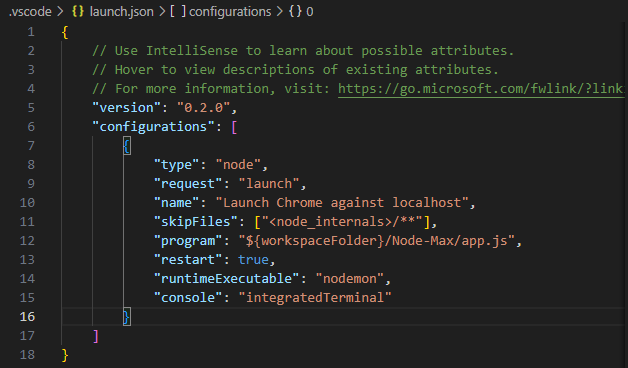 .vscode > {} launch.json > [ ] configurations > {} 0
1 {
2 // Use IntelliSense to learn about possible attributes.
3 // Hover to view descriptions of existing attributes.
4 // For more information, visit: https://go.microsoft.com/fwlink/?link
5 "version": "0.2.0",
6 "configurations": [
7 {
8 "type": "node",
9 "request": "launch",
10 "name": "Launch Chrome against localhost",
11 "skipFiles": ["<node_internals>/**"],
12 "program": "${workspaceFolder}/Node-Max/app.js",
13 "restart": true,
14 "runtimeExecutable": "nodemon",
15 "console": "integratedTerminal"
16 }
17 ]
18 }